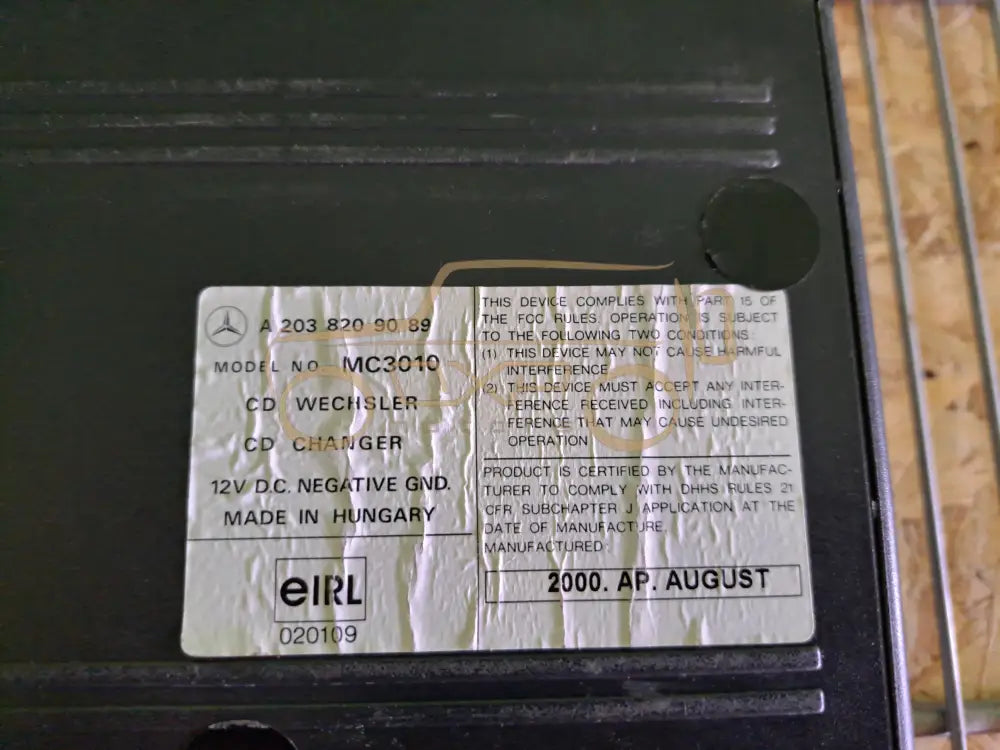 A 203 820 90 89
MODEL NO MC3010
CD WECHSLER
CD CHANGER
12V D.C. NEGATIVE GND.
MADE IN HUNGARY
eIRL
020109
THIS DEVICE COMPLIES WITH PART 15 OF
THE FCC RULES. OPERATION IS SUBJECT
TO THE FOLLOWING TWO CONDITIONS:
(1) THIS DEVICE MAY NOT CAUSE HARMFUL
INTERFERENCE
(2) THIS DEVICE MUST ACCEPT ANY INTER-
FERENCE RECEIVED INCLUDING INTER-
FERENCE THAT MAY CAUSE UNDESIRED
OPERATION
PRODUCT IS CERTIFIED BY THE MANUFAC-
TURER TO COMPLY WITH DHHS RULES 21
CFR SUBCHAPTER J APPLICATION AT THE
DATE OF MANUFACTURE.
MANUFACTURED:
2000. AP. AUGUST